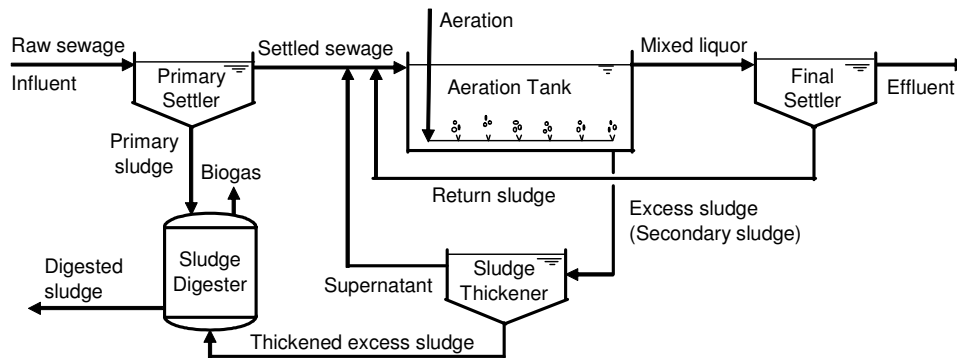 Aeration
Raw sewage
Influent
Primary
Settler
Settled sewage
Aeration Tank
Mixed liquor
Final
Settler
Effluent
Primary
sludge
Biogas
Return sludge
Excess sludge
(Secondary sludge)
Sludge
Digester
Digested
sludge
Supernatant
Sludge
Thickener
Thickened excess sludge